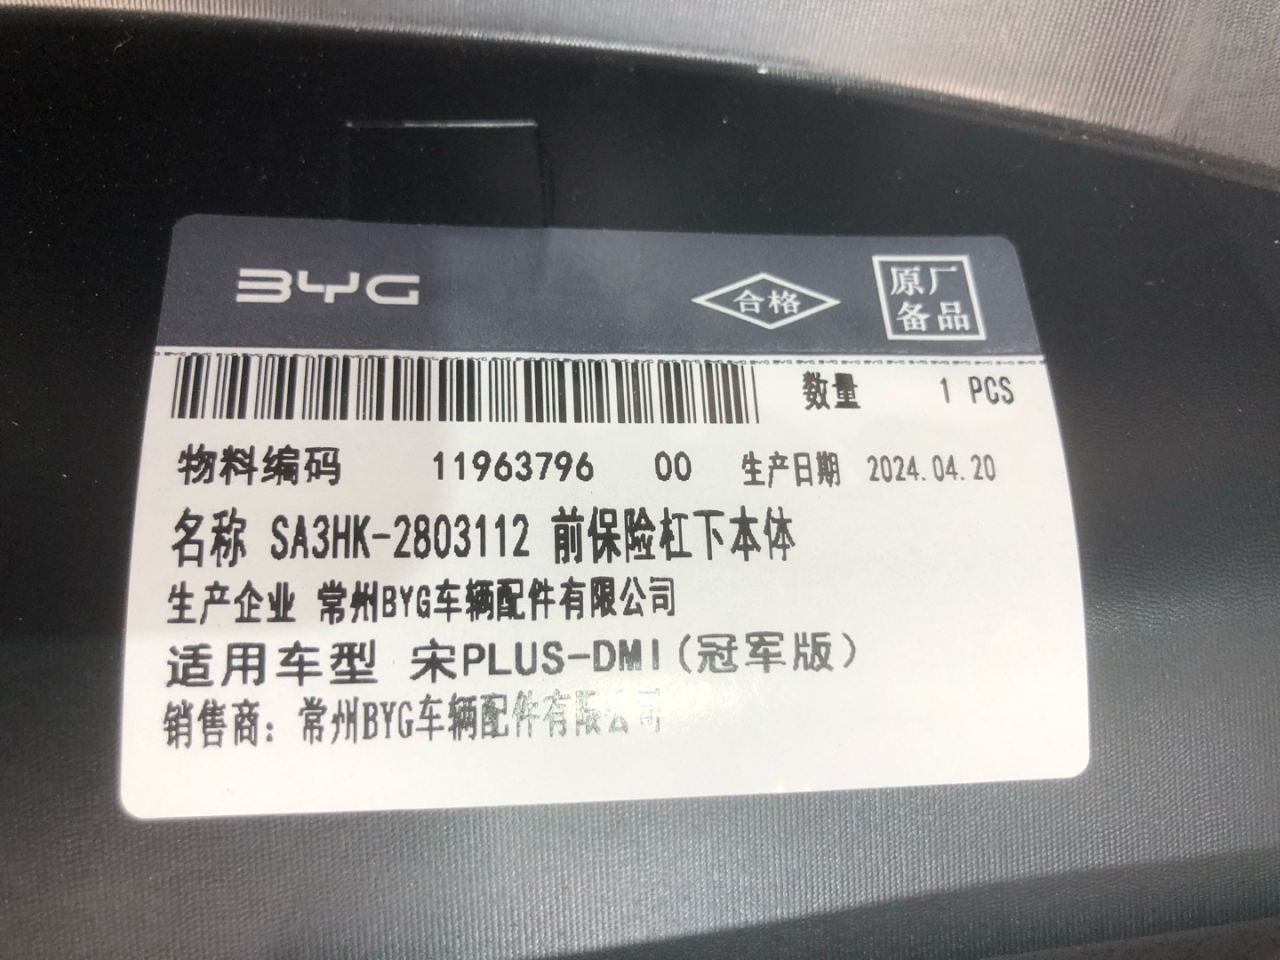 BYG
合格
原厂
备品
数量 1 PCS
物料编码 11963796 00 生产日期 2024.04.20
名称 SA3HK-2803112 前保险杠下本体
生产企业 常州BYG车辆配件有限公司
适用车型 宋PLUS-DMI(冠军版)
销售商: 常州BYG车辆配件有限公司